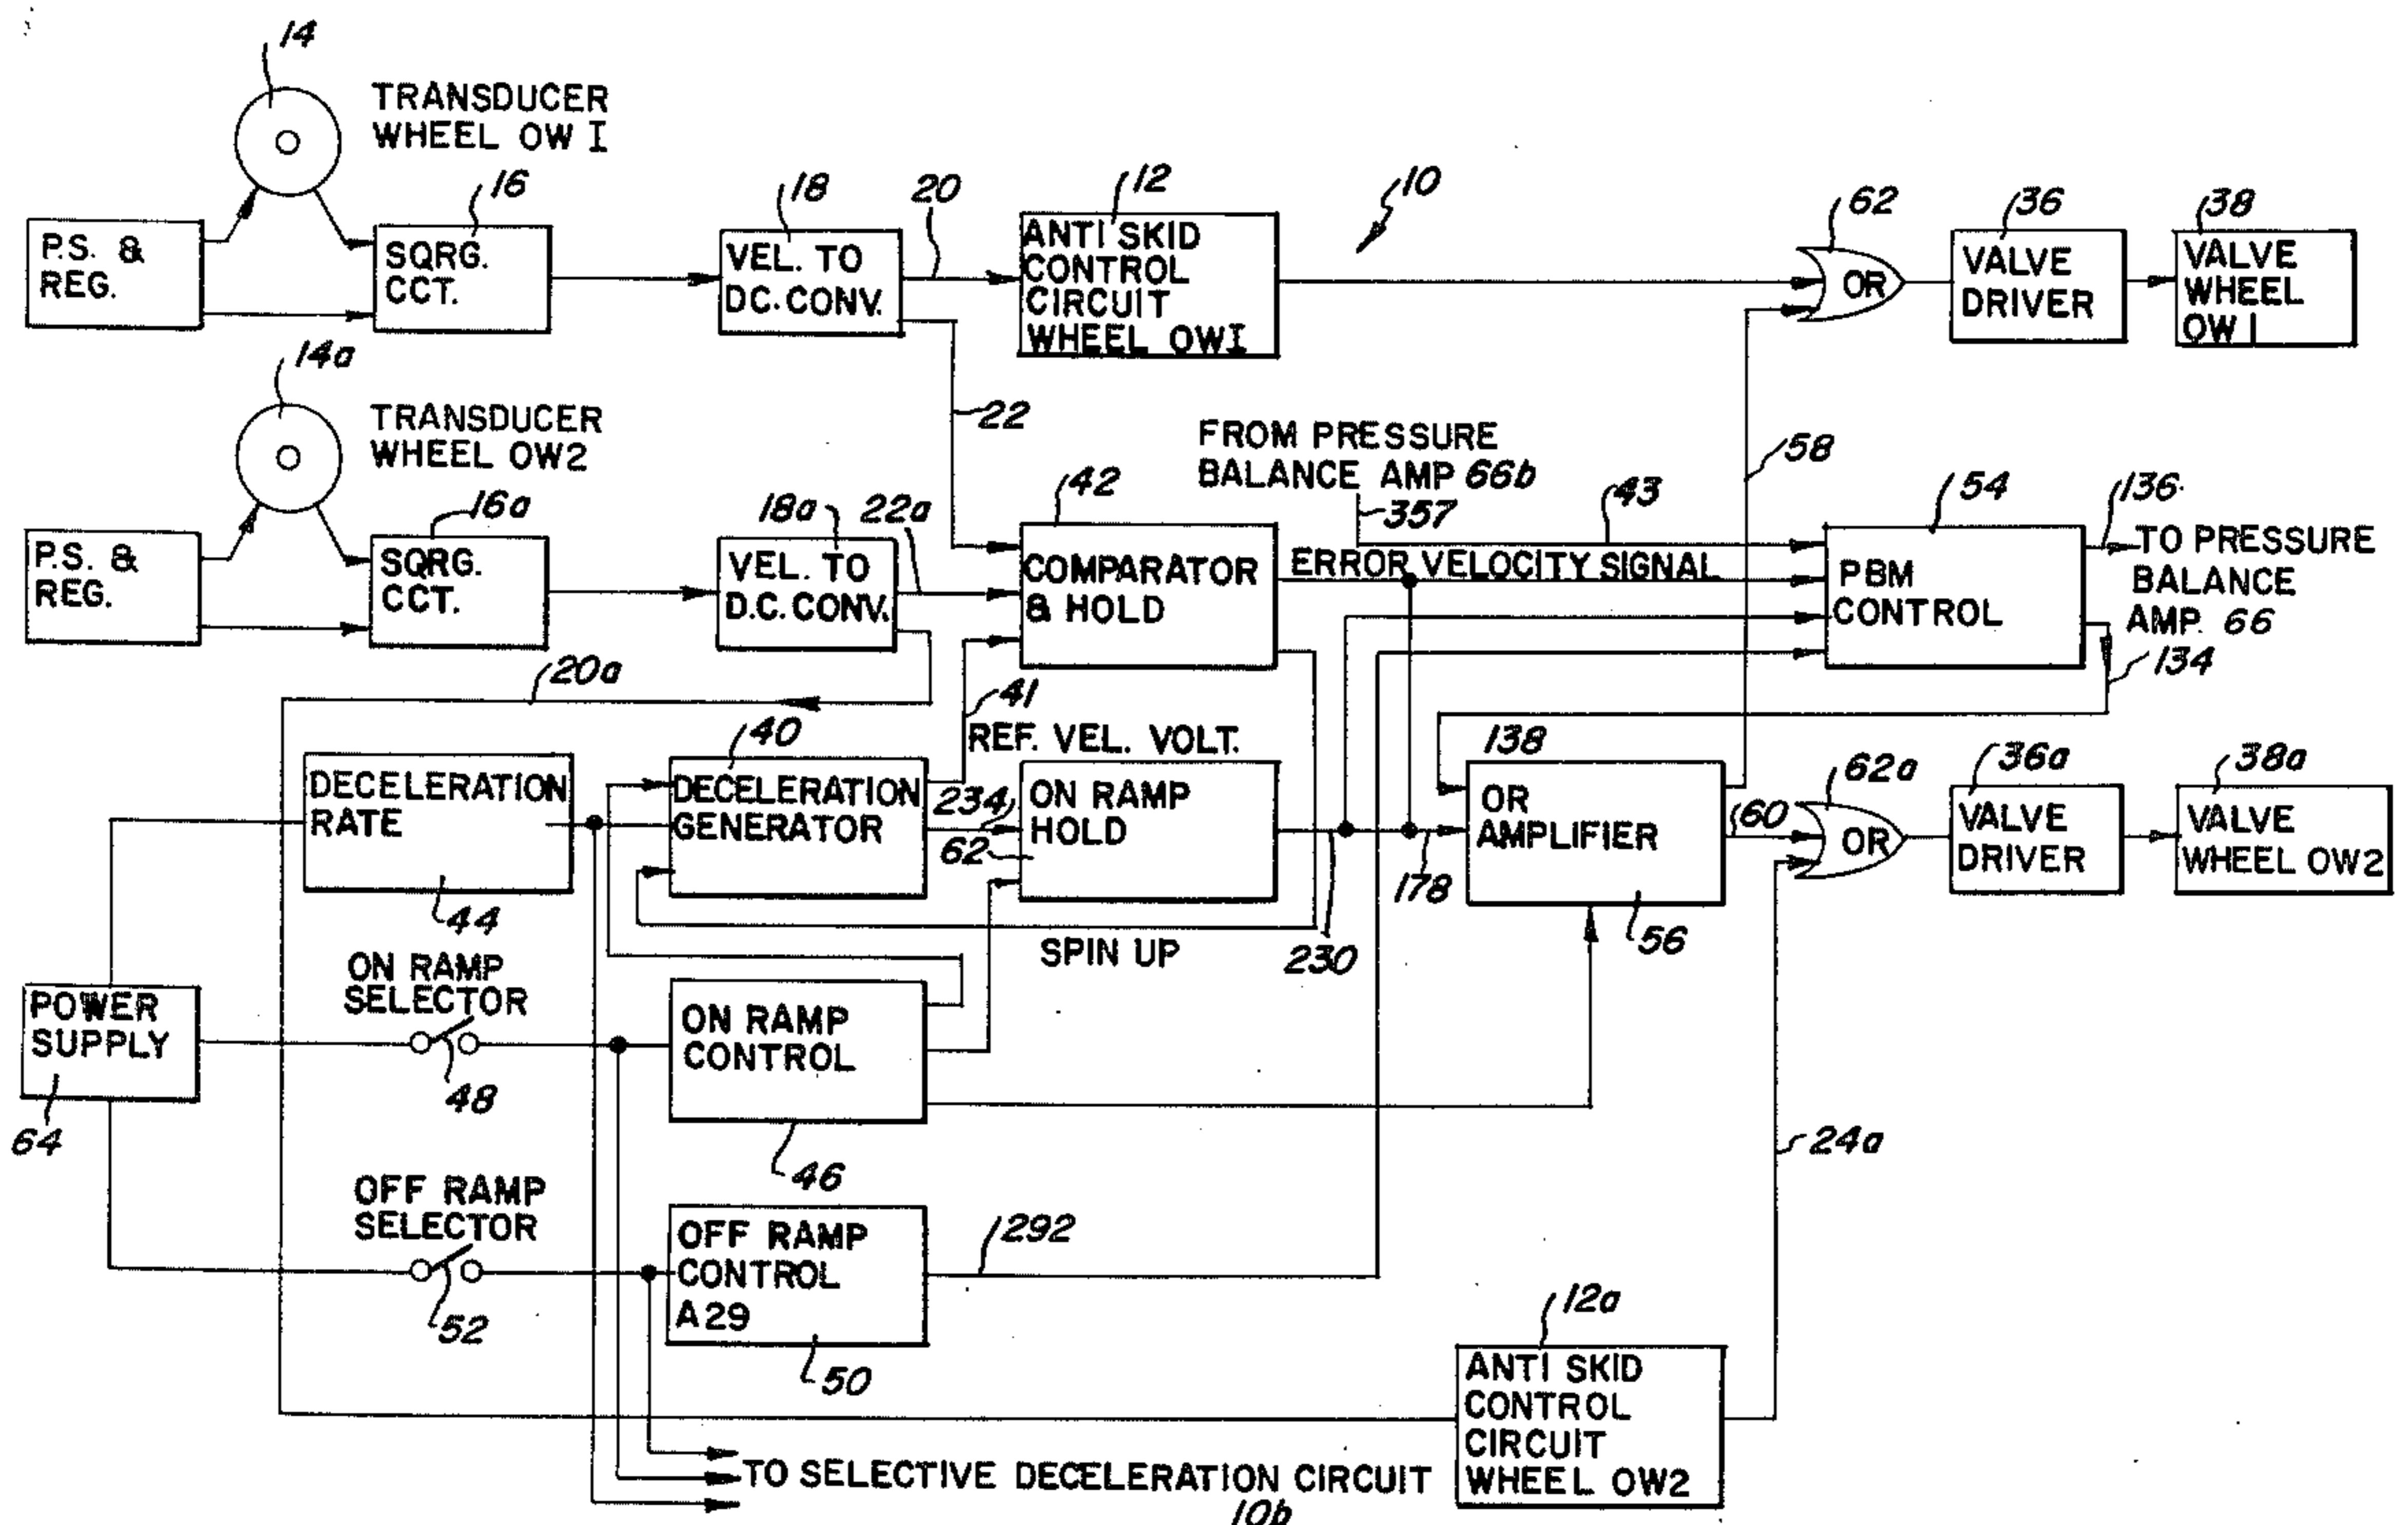 14
TRANSDUCER
WHEEL OW I
P.S. &
REG.
16
SQRG.
CCT.
18
VEL. TO
D.C. CONV.
20
22
12
ANTI SKID
CONTROL
CIRCUIT
WHEEL OWI
10
62
OR
36
VALVE
DRIVER
38
VALVE
WHEEL
OW 1
14a
TRANSDUCER
WHEEL OW2
P.S. &
REG.
16a
SQRG.
CCT.
18a
VEL. TO
D.C. CONV.
22a
20a
42
COMPARATOR
& HOLD
FROM PRESSURE
BALANCE AMP 66b
357
43
ERROR VELOCITY SIGNAL
58
54
PBM
CONTROL
136
TO PRESSURE
BALANCE
AMP. 66
134
DECELERATION
RATE
44
40
DECELERATION
GENERATOR
41
REF. VEL. VOLT.
234
62
ON RAMP
HOLD
230
178
138
OR
AMPLIFIER
56
60
62a
OR
36a
VALVE
DRIVER
38a
VALVE
WHEEL OW2
SPIN UP
POWER
SUPPLY
64
ON RAMP
SELECTOR
48
ON RAMP
CONTROL
46
24a
OFF RAMP
SELECTOR
52
OFF RAMP
CONTROL
A29
50
1292
12a
ANTI SKID
CONTROL
CIRCUIT
WHEEL OW2
TO SELECTIVE DECELERATION CIRCUIT
10b